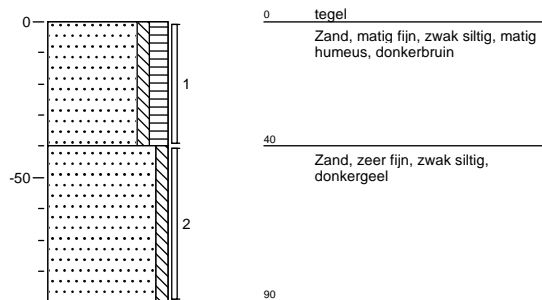 0
tegel
0
Zand, matig fijn, zwak siltig, matig
humeus, donkerbruin
1
40
Zand, zeer fijn, zwak siltig,
donkergeel
-50
2
90